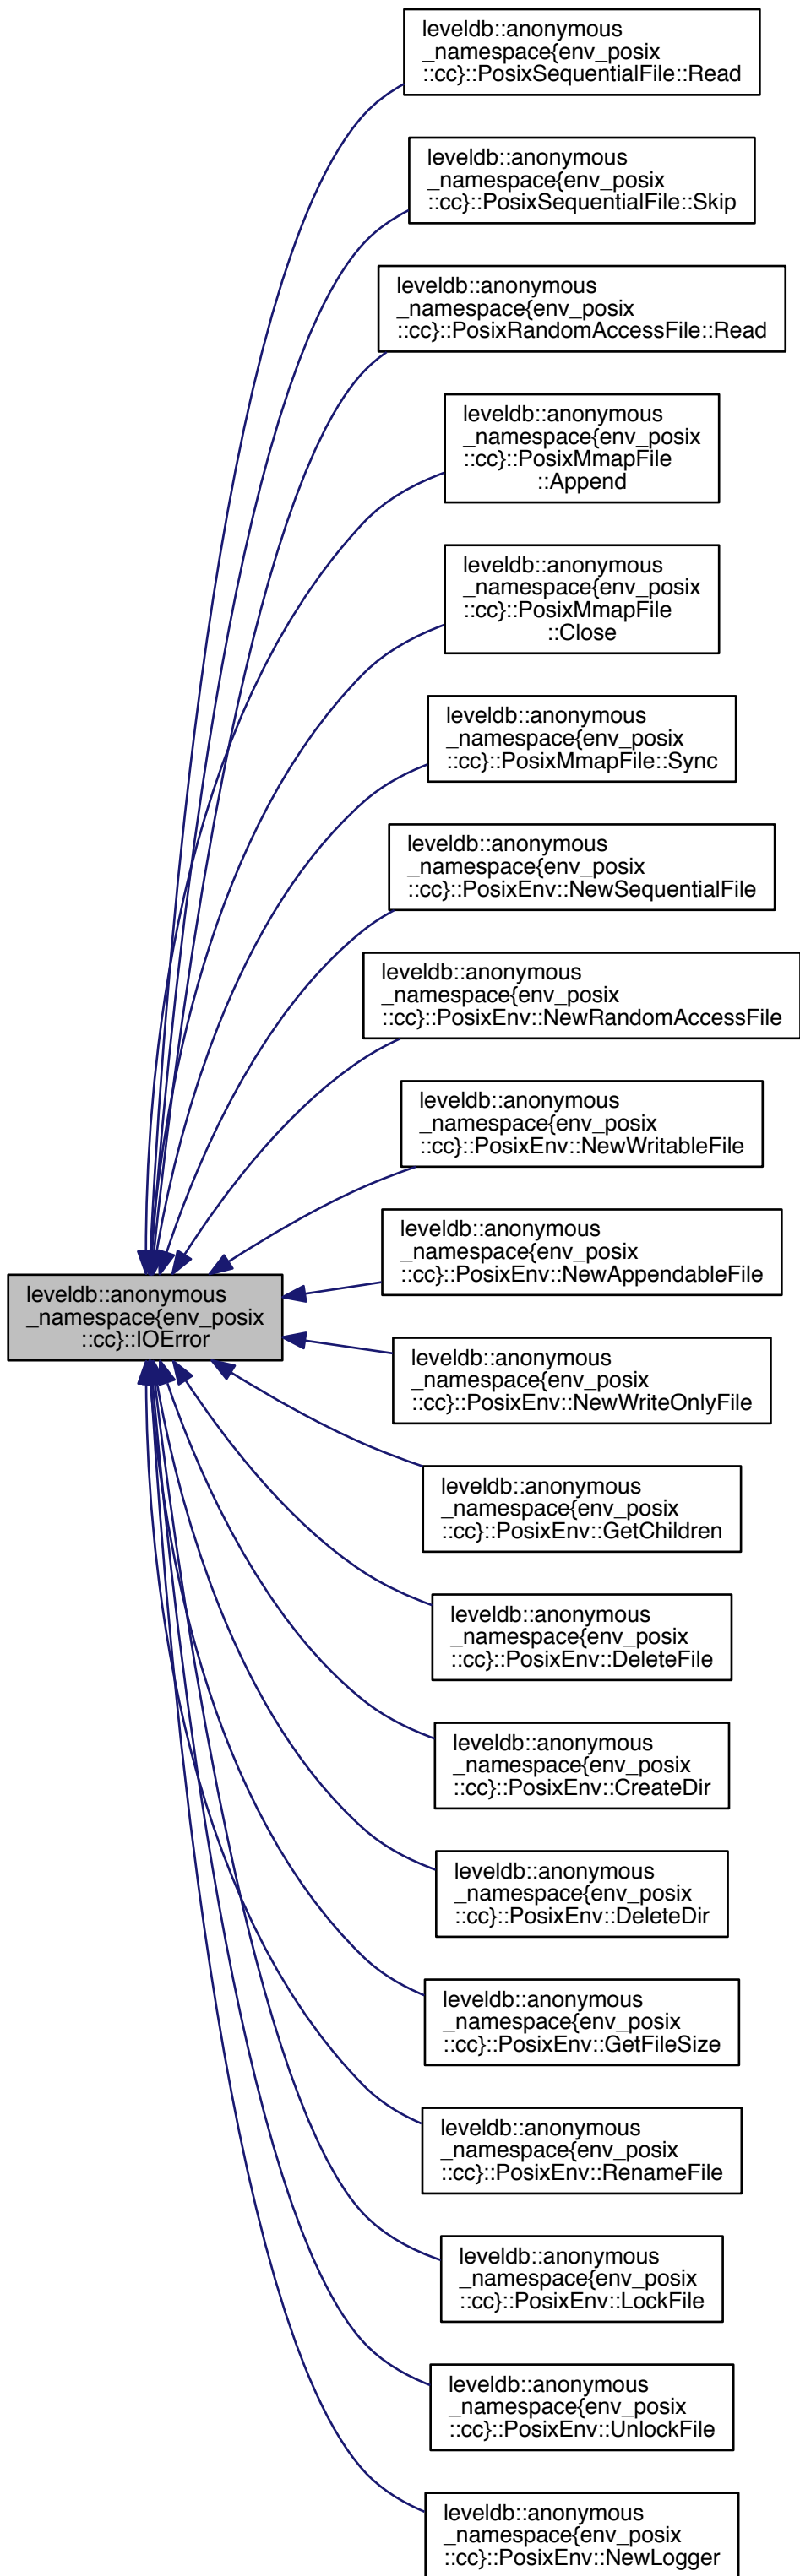 leveldb::anonymous
_namespace{env_posix
::cc}::PosixSequentialFile::Read
leveldb::anonymous
_namespace{env_posix
::cc}::PosixSequentialFile::Skip
leveldb::anonymous
_namespace{env_posix
::cc}::PosixRandomAccessFile::Read
leveldb::anonymous
_namespace{env_posix
::cc}::PosixMmapFile
::Append
leveldb::anonymous
_namespace{env_posix
::cc}::PosixMmapFile
::Close
leveldb::anonymous
_namespace{env_posix
::cc}::PosixMmapFile::Sync
leveldb::anonymous
_namespace{env_posix
::cc}::PosixEnv::NewSequentialFile
leveldb::anonymous
_namespace{env_posix
::cc}::PosixEnv::NewRandomAccessFile
leveldb::anonymous
_namespace{env_posix
::cc}::PosixEnv::NewWritableFile
leveldb::anonymous
_namespace{env_posix
::cc}::PosixEnv::NewAppendableFile
leveldb::anonymous
_namespace{env_posix
::cc}::IOError
leveldb::anonymous
_namespace{env_posix
::cc}::PosixEnv::NewWriteOnlyFile
leveldb::anonymous
_namespace{env_posix
::cc}::PosixEnv::GetChildren
leveldb::anonymous
_namespace{env_posix
::cc}::PosixEnv::DeleteFile
leveldb::anonymous
_namespace{env_posix
::cc}::PosixEnv::CreateDir
leveldb::anonymous
_namespace{env_posix
::cc}::PosixEnv::DeleteDir
leveldb::anonymous
_namespace{env_posix
::cc}::PosixEnv::GetFileSize
leveldb::anonymous
_namespace{env_posix
::cc}::PosixEnv::RenameFile
leveldb::anonymous
_namespace{env_posix
::cc}::PosixEnv::LockFile
leveldb::anonymous
_namespace{env_posix
::cc}::PosixEnv::UnlockFile
leveldb::anonymous
_namespace{env_posix
::cc}::PosixEnv::NewLogger